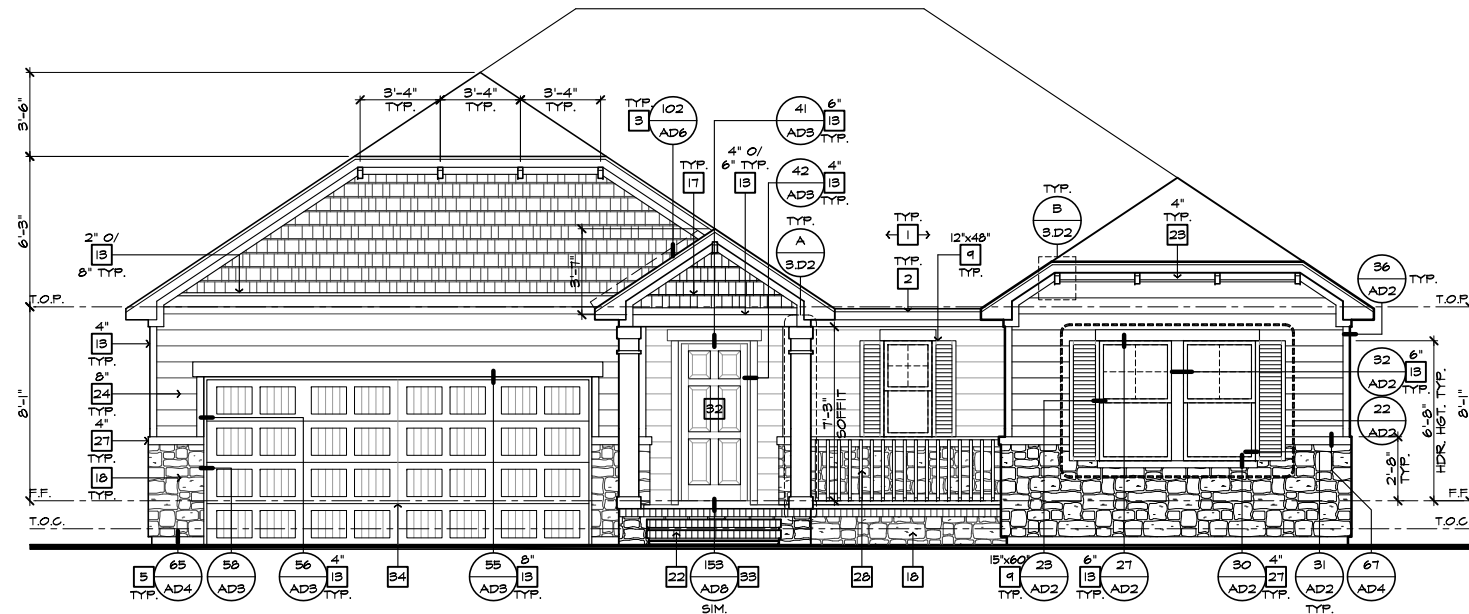 3'-6"
6'-3"
8'-1"
3'-4"
TYP.
3'-4"
TYP.
3'-4"
TYP.
TYP.
3
102
AD6
41
AD3
6"
13
TYP.
42
AD3
4"
13
TYP.
4" O/
6" TYP.
13
TYP.
17
TYP.
A
3.D2
3'-7"
TYP.
1
2
12"x48"
9
TYP.
TYP.
B
3.D2
4"
TYP.
23
36
AD2
TYP.
2" O/
13
8" TYP.
T.O.P.
T.O.P.
4"
13
TYP.
8"
24
TYP.
4"
27
TYP.
18
TYP.
F.F.
T.O.C.
32
7'-3"
SOFFIT
32
AD2
6"
13
TYP.
22
AD2
6'-8"
HDR. HGT. TYP.
8'-1"
2'-8"
TYP.
F.F.
T.O.C.
5
TYP.
65
AD4
58
AD3
56
AD3
4"
13
TYP.
34
55
AD3
8"
13
TYP.
22
153
AD8
SIM.
33
28
18
15"x60"
9
TYP.
23
AD2
6"
13
TYP.
27
AD2
30
AD2
4"
27
TYP.
31
AD2
TYP.
67
AD4